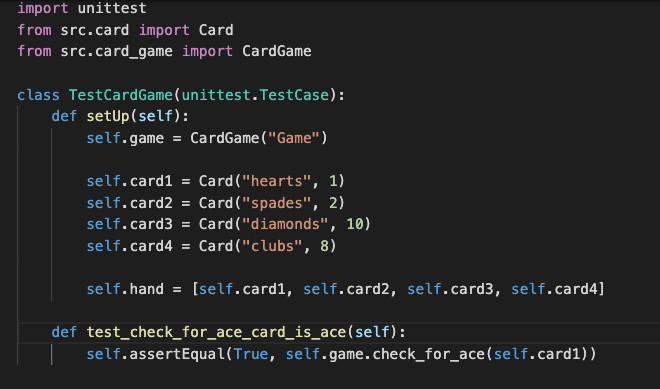 import unittest
from src.card import Card
from src.card_game import CardGame

class TestCardGame(unittest.TestCase):
    def setUp(self):
        self.game = CardGame("Game")

        self.card1 = Card("hearts", 1)
        self.card2 = Card("spades", 2)
        self.card3 = Card("diamonds", 10)
        self.card4 = Card("clubs", 8)

        self.hand = [self.card1, self.card2, self.card3, self.card4]

    def test_check_for_ace_card_is_ace(self):
        self.assertEqual(True, self.game.check_for_ace(self.card1))